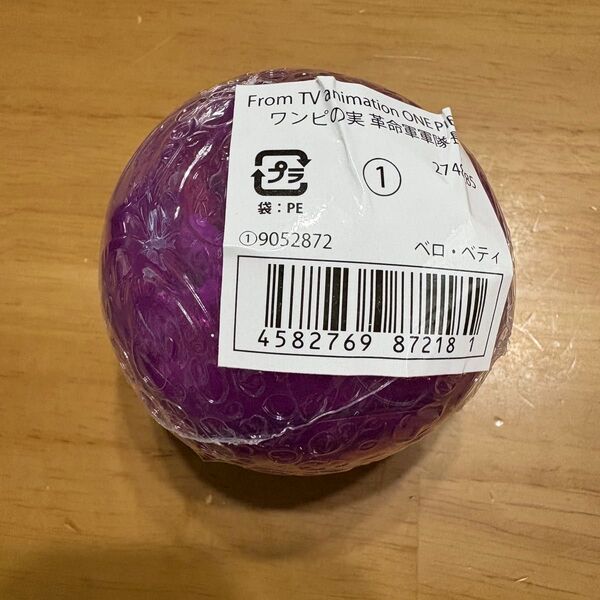 From TV animation ONE P
ワンピの実 革命軍軍隊長
プラ
袋：PE
①
①9052872
ベロ・ベティ
4582769 87218 1